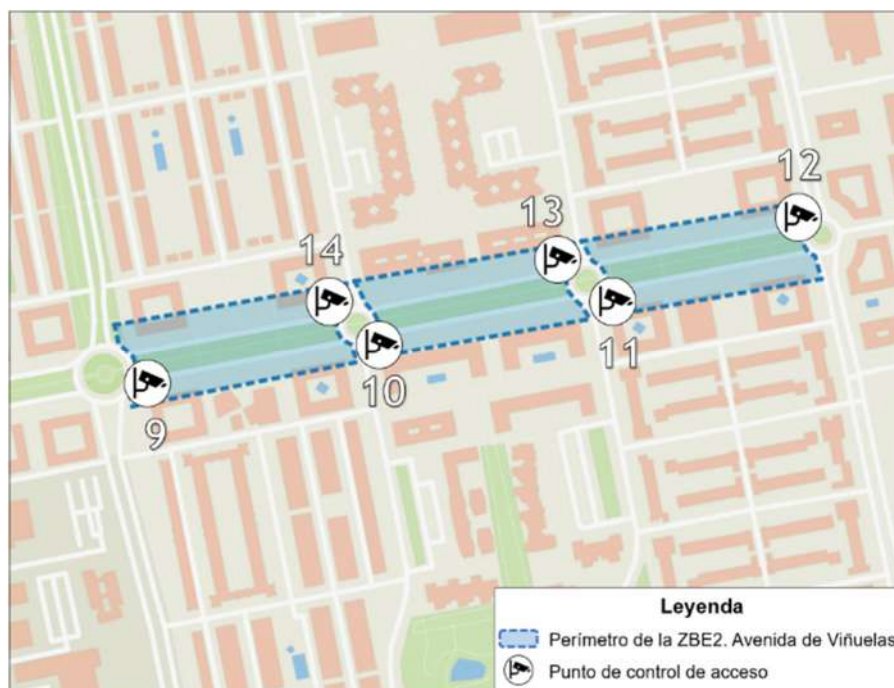 12
13
14
11
10
9
Leyenda
Perímetro de la ZBE2. Avenida de Viñuelas
Punto de control de acceso